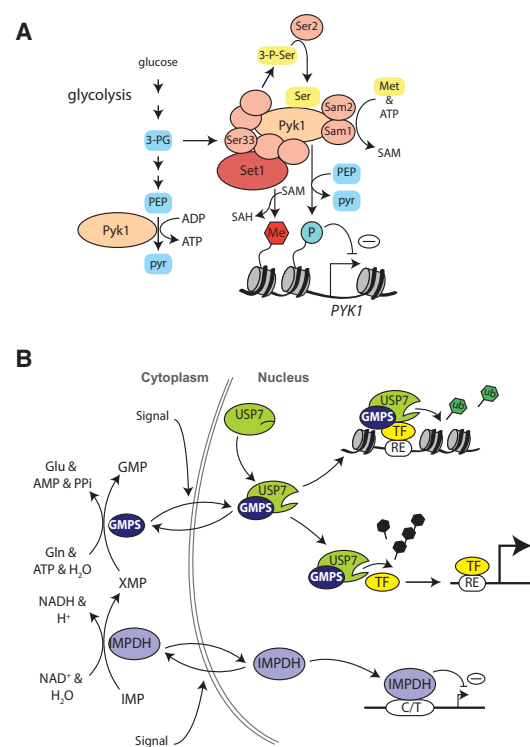 A
Ser2
3-P-Ser
glucose
glycolysis
Ser
Met
&
ATP
Sam2
Pyk1
Sam1
3-PG
Ser33
SAM
Set1
PEP
SAM
pyr
PEP
ADP
SAH
Pyk1
ATP
Me
P
–
pyr
PYK1
B
Cytoplasm
Nucleus
USP7
ub
ub
GMPS
Signal
USP7
TF
RE
Glu &
AMP & PPi
GMP
USP7
GMPS
GMPS
USP7
Gln &
ATP & H2O
GMPS
TF
TF
RE
XMP
NADH &
H+
IMPDH
IMPDH
IMPDH
–
NAD+ &
H2O
IMP
C/T
Signal